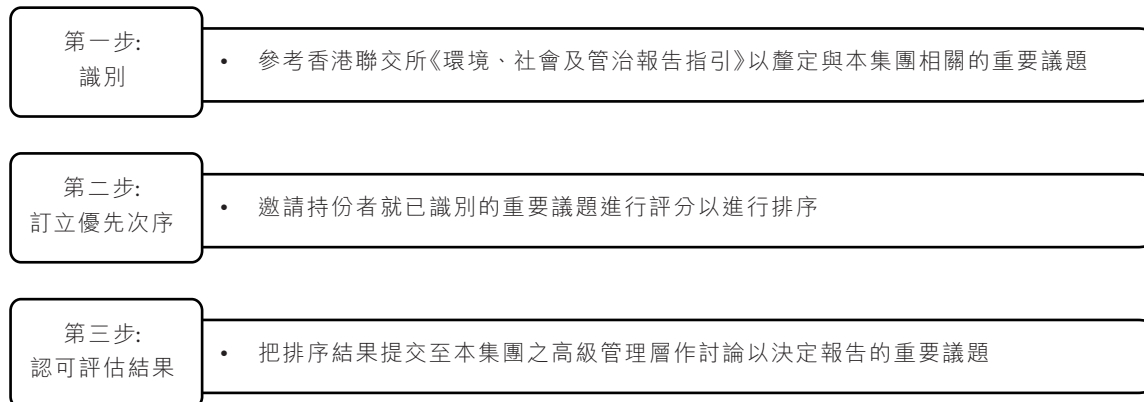 第一步:
識別
• 參考香港聯交所《環境、社會及管治報告指引》以釐定與本集團相關的重要議題
第二步:
訂立優先次序
• 邀請持份者就已識別的重要議題進行評分以進行排序
第三步:
認可評估結果
• 把排序結果提交至本集團之高級管理層作討論以決定報告的重要議題